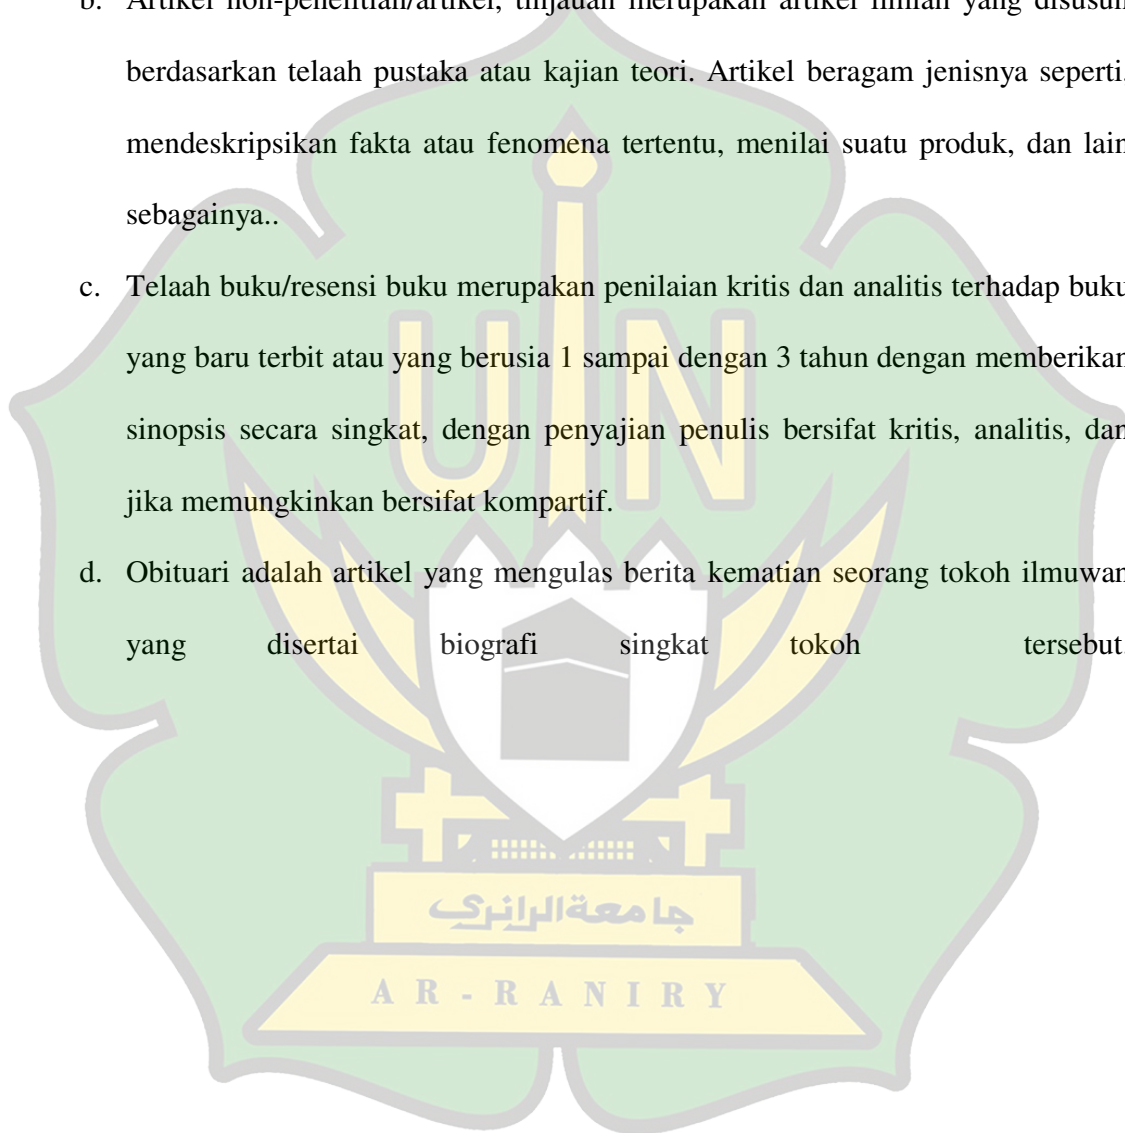 b. Artikel non-penelitian/artikel, tinjauan merupakan artikel ilmiah yang disusun
berdasarkan telaah pustaka atau kajian teori. Artikel beragam jenisnya seperti.
mendeskripsikan fakta atau fenomena tertentu, menilai suatu produk, dan lain
sebagainya..
c. Telaah buku/resensi buku merupakan penilaian kritis dan analitis terhadap buku
yang baru terbit atau yang berusia 1 sampai dengan 3 tahun dengan memberikan
sinopsis secara singkat, dengan penyajian penulis bersifat kritis, analitis, dan
jika memungkinkan bersifat kompartif.
d. Obituari adalah artikel yang mengulas berita kematian seorang tokoh ilmuwan
yang disertai biografi singkat tokoh tersebut.
UIN
جامعة الرانري
AR-RANIRY